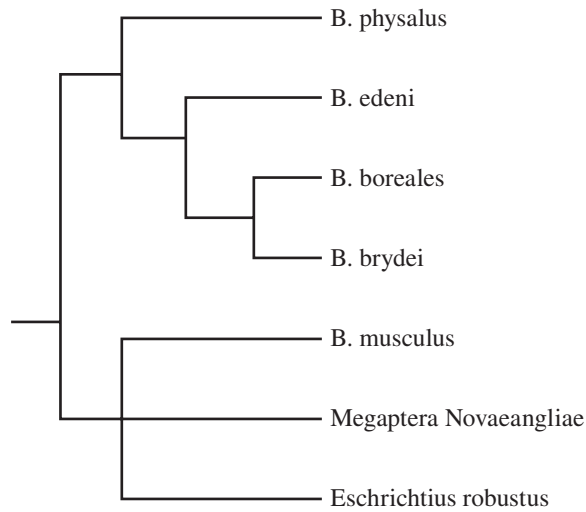 B. physalus
B. edeni
B. boreales
B. brydei
B. musculus
Megaptera Novaeangliae
Eschrichtius robustus